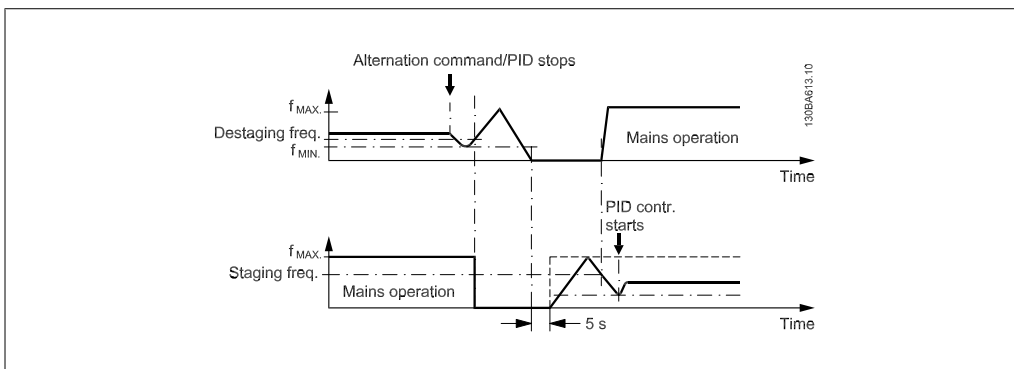 Alternation command/PID stops
130BA613.10
f MAX.
Destaging freq.
f MIN.
Mains operation
Time
PID contr.
starts
f MAX.
Staging freq.
Mains operation
Time
5 s